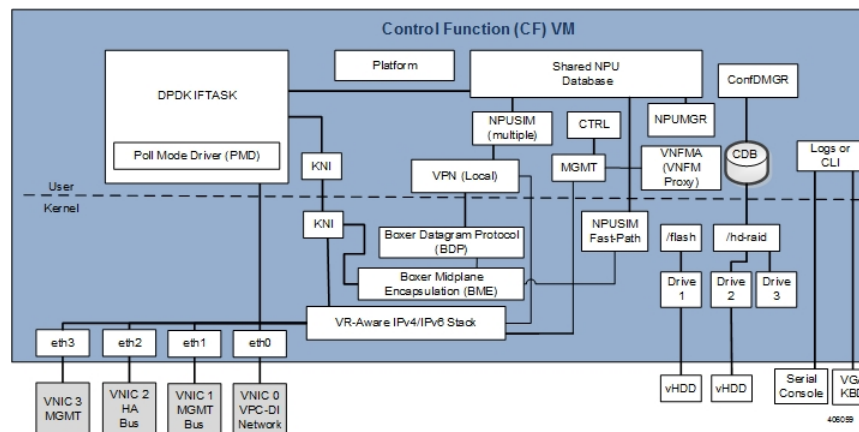 Control Function (CF) VM
Platform
Shared NPU
Database
ConfDMGR
DPDK IFTASK
Poll Mode Driver (PMD)
NPUSIM
(multiple)
CTRL
NPUMGR
KNI
VPN (Local)
MGMT
VNFMA
(VNFM
Proxy)
CDB
Logs or
CLI
User
Kernel
KNI
Boxer Datagram Protocol
(BDP)
NPUSIM
Fast-Path
/flash
/hd-raid
Boxer Midplane
Encapsulation (BME)
Drive
1
Drive
2
Drive
3
VR-Aware IPv4/IPv6 Stack
eth3
eth2
eth1
eth0
VNIC 3
MGMT
VNIC 2
HA
Bus
VNIC 1
MGMT
Bus
VNIC 0
VPC-DI
Network
vHDD
vHDD
Serial
Console
VGA
KBD
406059